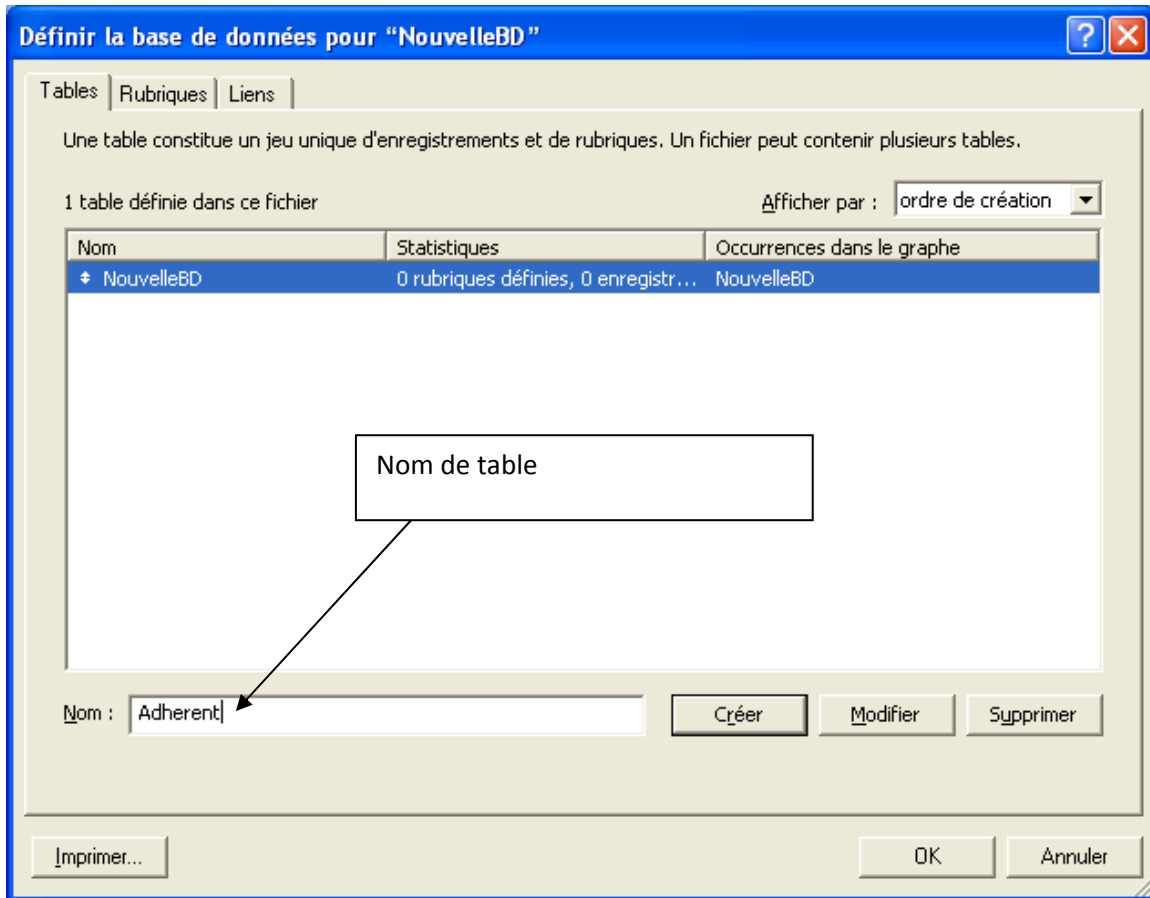 Définir la base de données pour “NouvelleBD”
Tables Rubriques Liens
Une table constitue un jeu unique d'enregistrements et de rubriques. Un fichier peut contenir plusieurs tables.
1 table définie dans ce fichier Afficher par : ordre de création
Nom Statistiques Occurrences dans le graphe
NouvelleBD 0 rubriques définies, 0 enregistr... NouvelleBD
Nom de table
Nom : Adherent Créer Modifier Supprimer
Imprimer... OK Annuler